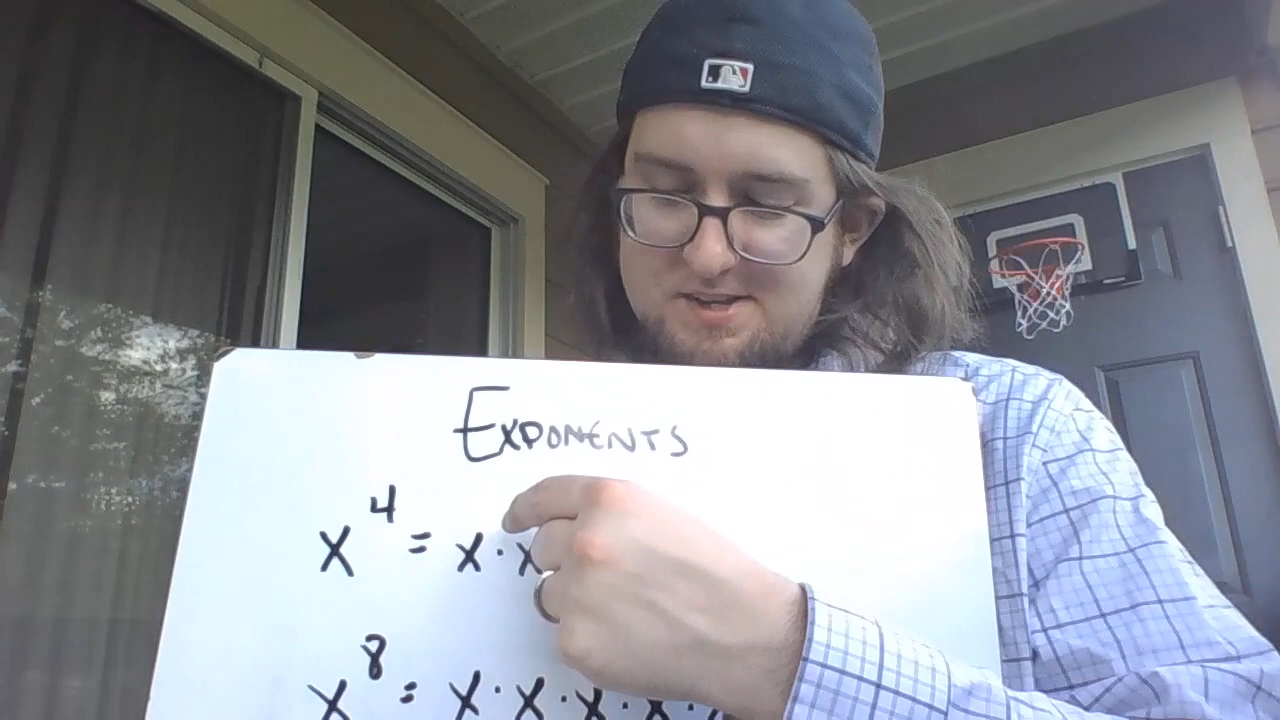 EXPONENTS
x⁴ = x · x
x⁸ = x · x · x · x ·